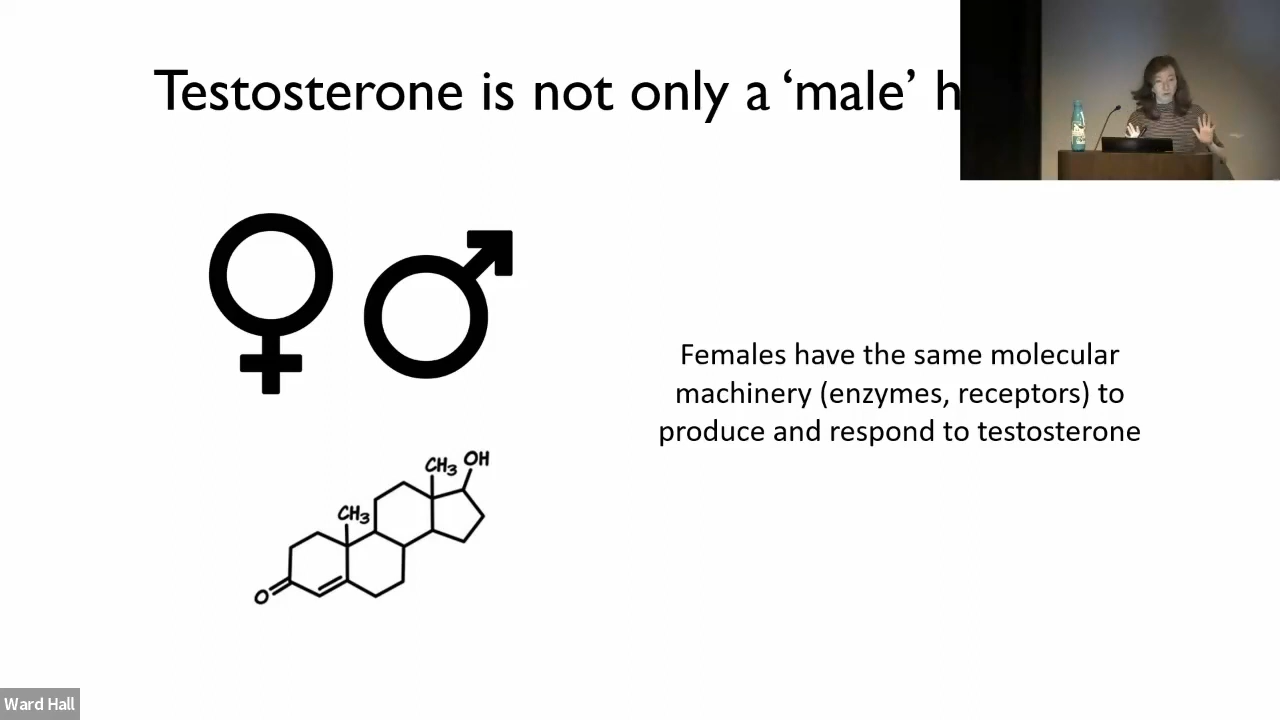 Testosterone is not only a ‘male’ h
Females have the same molecular
machinery (enzymes, receptors) to
produce and respond to testosterone
CH3 OH
CH3
O
Ward Hall